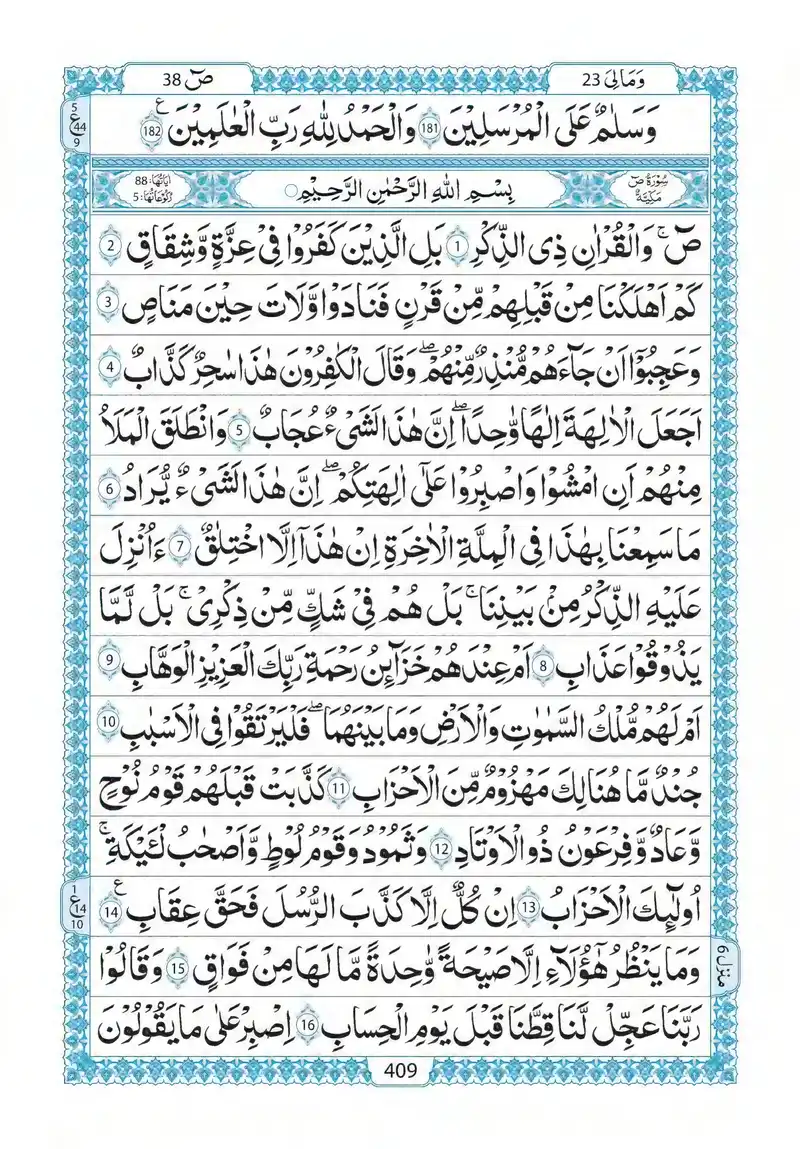 صٓ 38
وَمَالِیَ 23
وَسَلٰمٌ عَلَى الْمُرْسَلِيْنَ 181 وَالْحَمْدُ لِلّٰهِ رَبِّ الْعٰلَمِيْنَ 182 ع
5 ع 44 9
اٰيَاتُهَا: 88
رُكُوْعَاتُهَا: 5
بِسْمِ اللّٰهِ الرَّحْمٰنِ الرَّحِيْمِ
سُوْرَةُ صٓ
مَكِّيَّةٌ
صٓ ۚ وَالْقُرْاٰنِ ذِى الذِّكْرِ 1 بَلِ الَّذِيْنَ كَفَرُوْا فِىْ عِزَّةٍ وَّشِقَاقٍ 2
كَمْ اَهْلَكْنَا مِنْ قَبْلِهِمْ مِّنْ قَرْنٍ فَنَادَوْا وَّلَاتَ حِيْنَ مَنَاصٍ 3
وَعَجِبُوْۤا اَنْ جَآءَهُمْ مُّنْذِرٌ مِّنْهُمْ ۖ وَقَالَ الْكٰفِرُوْنَ هٰذَا سٰحِرٌ كَذَّابٌ 4
اَجَعَلَ الْاٰلِهَةَ اِلٰهًا وَّاحِدًا ۖ اِنَّ هٰذَا لَشَىْءٌ عُجَابٌ 5 وَانْطَلَقَ الْمَلَاُ
مِنْهُمْ اَنِ امْشُوْا وَاصْبِرُوْا عَلٰٓى اٰلِهَتِكُمْ ۖ اِنَّ هٰذَا لَشَىْءٌ يُّرَادُ 6
مَا سَمِعْنَا بِهٰذَا فِى الْمِلَّةِ الْاٰخِرَةِ اِنْ هٰذَاۤ اِلَّا اخْتِلَاقٌ 7 ءَاُنْزِلَ
عَلَيْهِ الذِّكْرُ مِنْۢ بَيْنِنَا ۚ بَلْ هُمْ فِىْ شَكٍّ مِّنْ ذِكْرِىْ ۚ بَلْ لَّمَّا
يَذُوْقُوْا عَذَابِ 8 اَمْ عِنْدَهُمْ خَزَآئِنُ رَحْمَةِ رَبِّكَ الْعَزِيْزِ الْوَهَّابِ 9
اَمْ لَهُمْ مُّلْكُ السَّمٰوٰتِ وَالْاَرْضِ وَمَا بَيْنَهُمَا ۖ فَلْيَرْتَقُوْا فِى الْاَسْبَابِ 10
جُنْدٌ مَّا هُنَالِكَ مَهْزُوْمٌ مِّنَ الْاَحْزَابِ 11 كَذَّبَتْ قَبْلَهُمْ قَوْمُ نُوْحٍ
وَّعَادٌ وَّفِرْعَوْنُ ذُو الْاَوْتَادِ 12 وَثَمُوْدُ وَقَوْمُ لُوْطٍ وَّاَصْحٰبُ لْـَٔيْكَةِ ۚ
اُولٰٓئِكَ الْاَحْزَابُ 13 اِنْ كُلٌّ اِلَّا كَذَّبَ الرُّسُلَ فَحَقَّ عِقَابِ 14 ع
1 ع 14 10
وَمَا يَنْظُرُ هٰٓؤُلَآءِ اِلَّا صَيْحَةً وَّاحِدَةً مَّا لَهَا مِنْ فَوَاقٍ 15 وَقَالُوْا
منزل 6
رَبَّنَا عَجِّلْ لَّنَا قِطَّنَا قَبْلَ يَوْمِ الْحِسَابِ 16 اِصْبِرْ عَلٰى مَا يَقُوْلُوْنَ
409